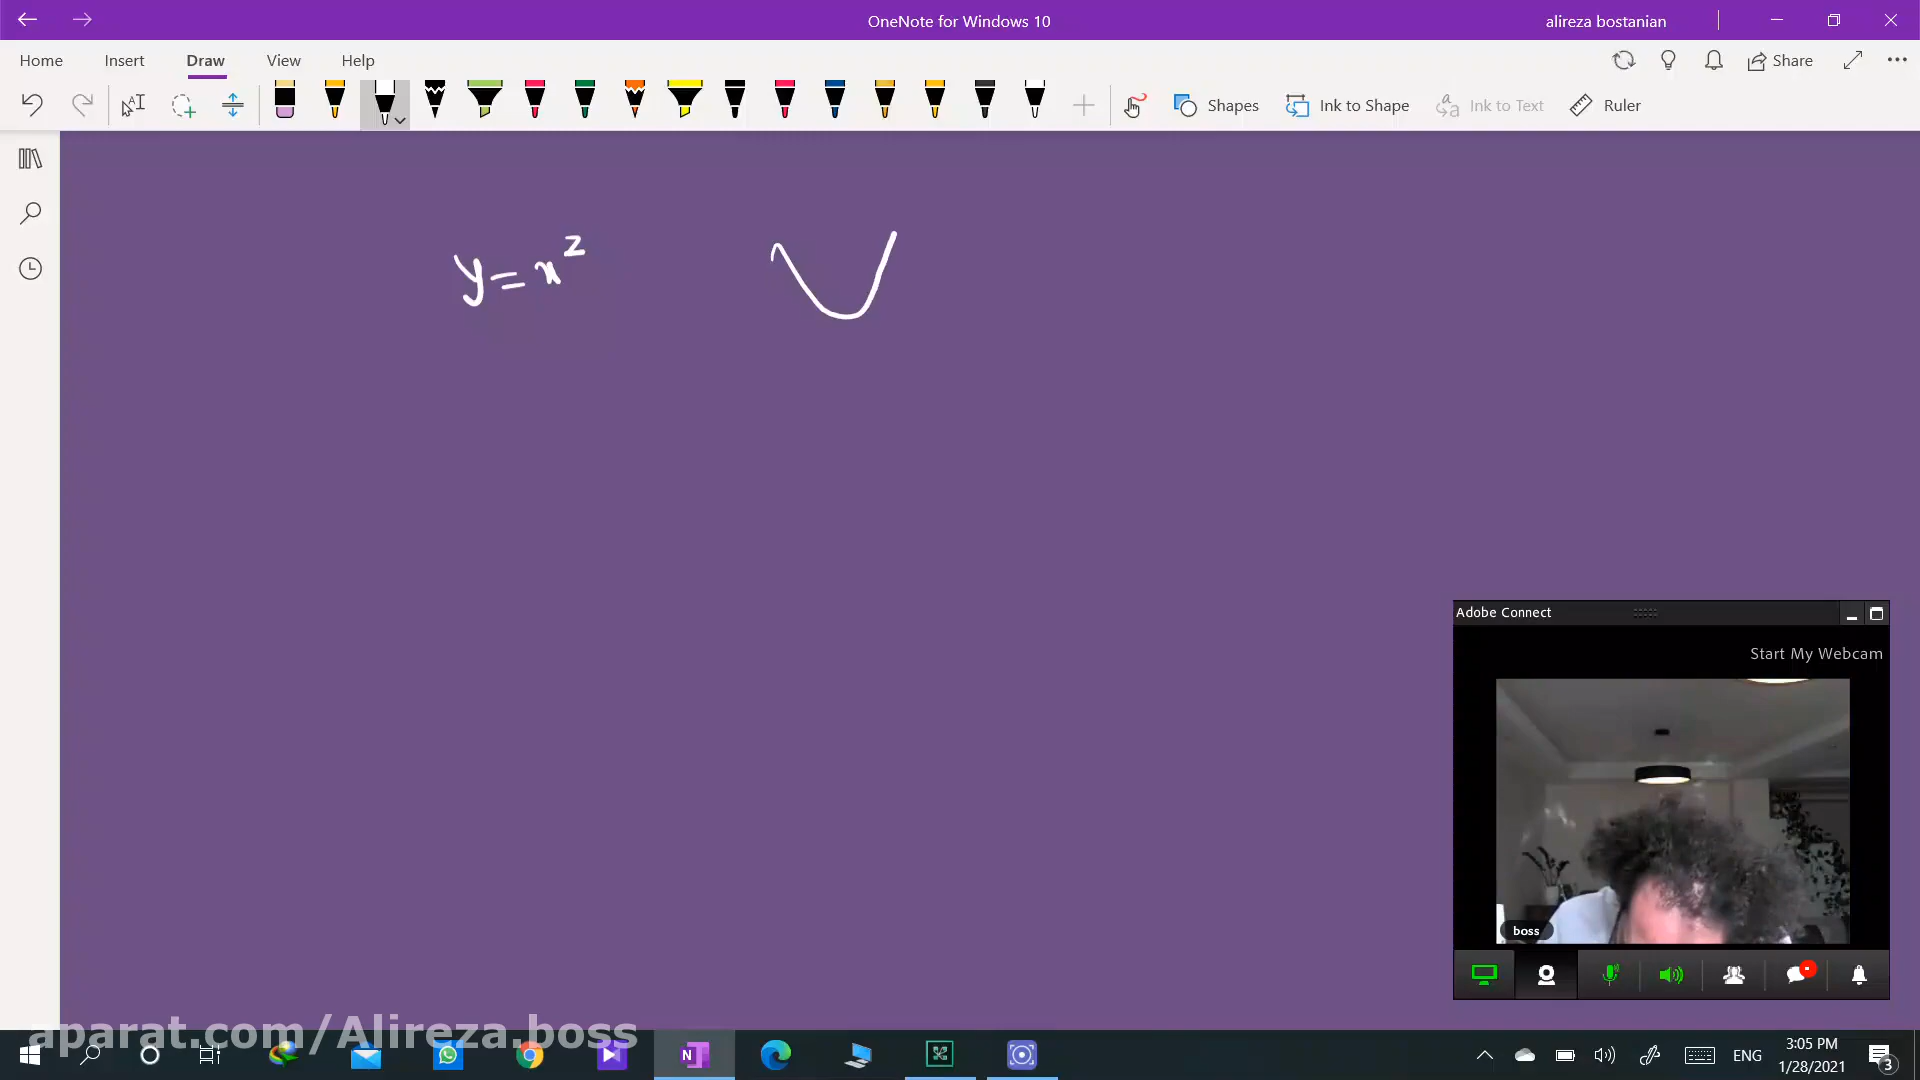 OneNote for Windows 10 alireza bostanian
Home Insert Draw View Help Share
Shapes Ink to Shape Ink to Text Ruler
y=x²
Adobe Connect
Start My Webcam
boss
aparat.com/Alireza.boss
ENG 3:05 PM
1/28/2021 3